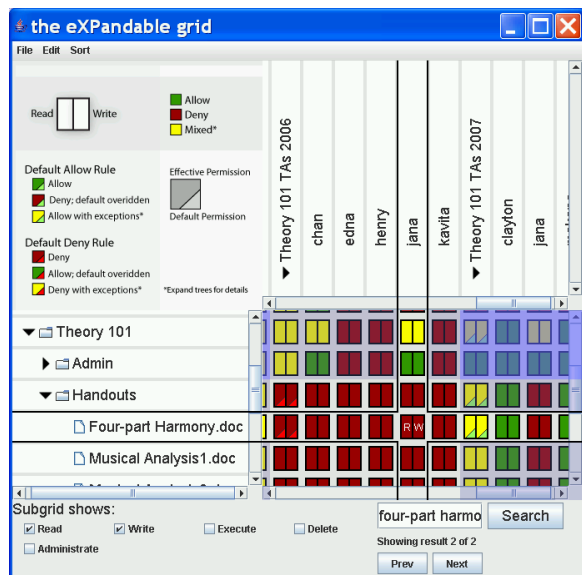 the eXPandable grid
File Edit Sort
Read Write
Allow
Deny
Mixed*
Default Allow Rule
Allow
Deny; default overidden
Allow with exceptions*
Default Deny Rule
Deny
Allow; default overidden
Deny with exceptions*
Effective Permission
Default Permission
*Expand trees for details
Theory 101 TAs 2006
chan
edna
henry
jana
kavita
Theory 101 TAs 2007
clayton
jana
Theory 101
Admin
Handouts
Four-part Harmony.doc
R W
Musical Analysis1.doc
Subgrid shows:
Read Write Execute Delete
Administrate
four-part harmo Search
Showing result 2 of 2
Prev Next